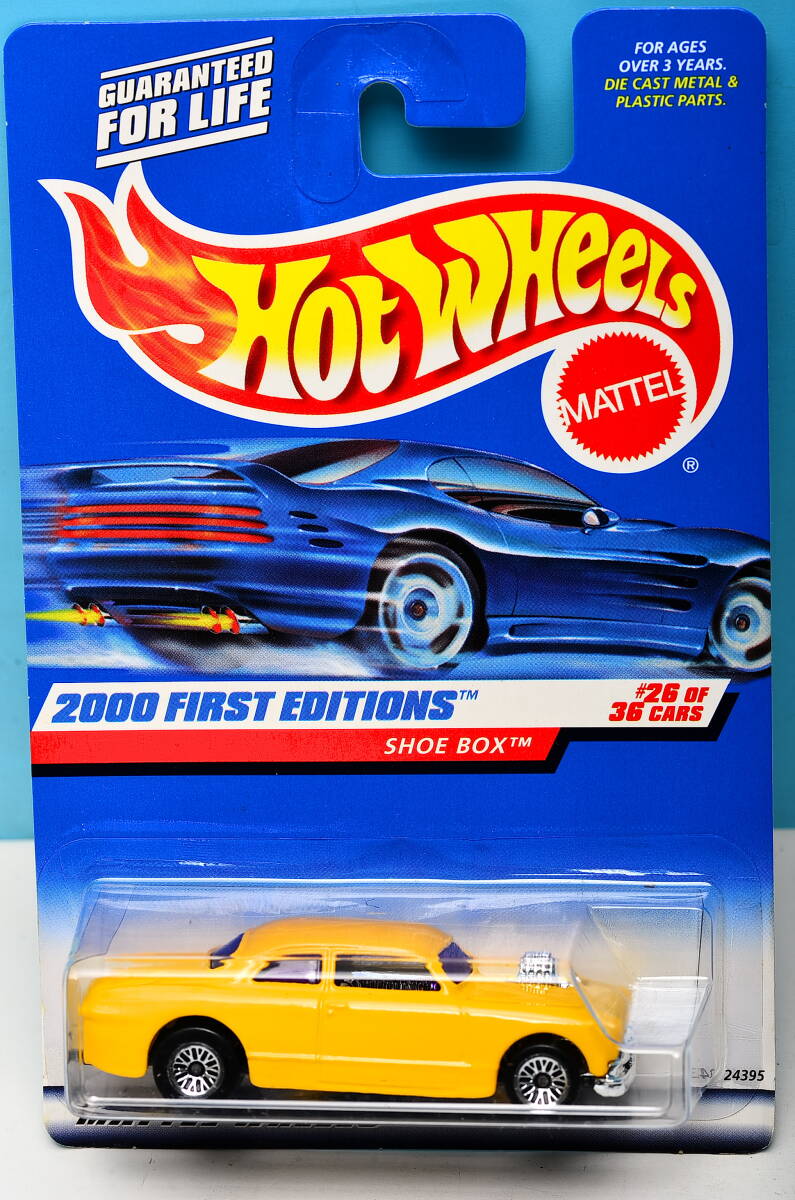 GUARANTEED
FOR LIFE
FOR AGES
OVER 3 YEARS.
DIE CAST METAL &
PLASTIC PARTS.
HOT WHEELS
MATTEL
®
2000 FIRST EDITIONS™
#26 OF
36 CARS
SHOE BOX™
24395